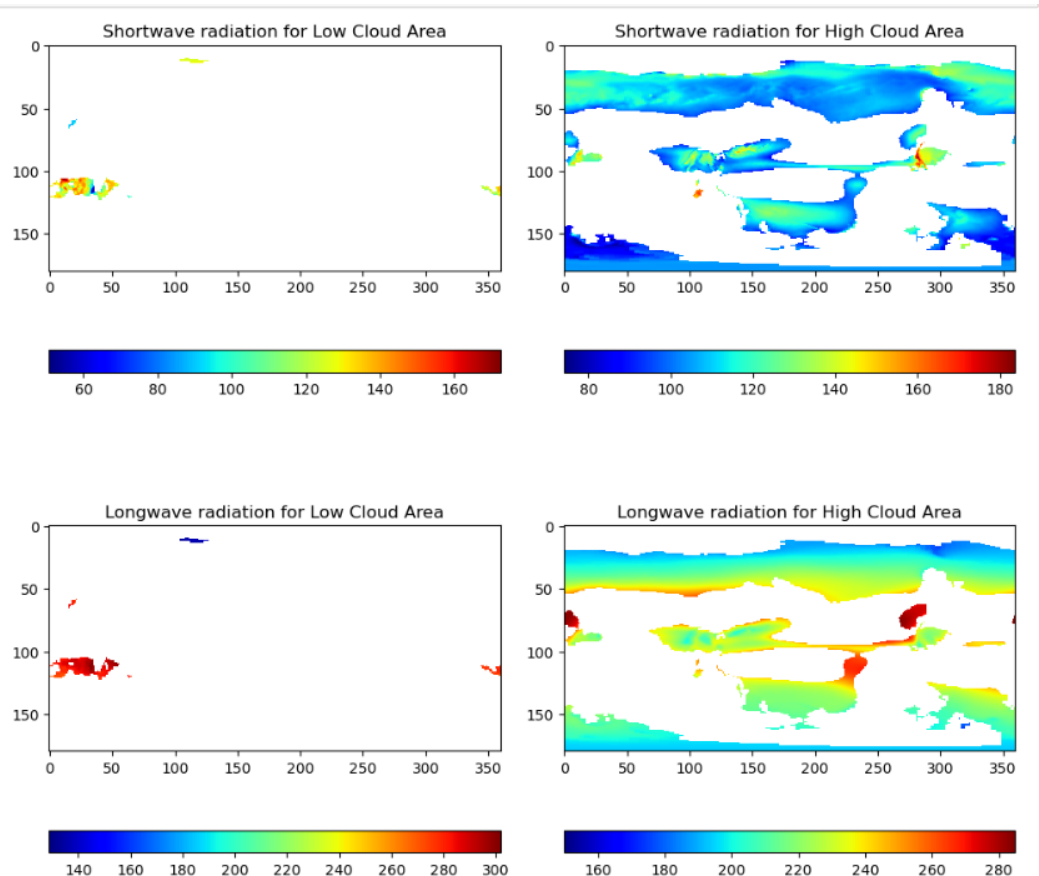 Shortwave radiation for Low Cloud Area
Shortwave radiation for High Cloud Area
0
50
100
150
0 50 100 150 200 250 300 350
0
50
100
150
0 50 100 150 200 250 300 350
60 80 100 120 140 160
80 100 120 140 160 180
Longwave radiation for Low Cloud Area
Longwave radiation for High Cloud Area
0
50
100
150
0 50 100 150 200 250 300 350
0
50
100
150
0 50 100 150 200 250 300 350
140 160 180 200 220 240 260 280 300
160 180 200 220 240 260 280